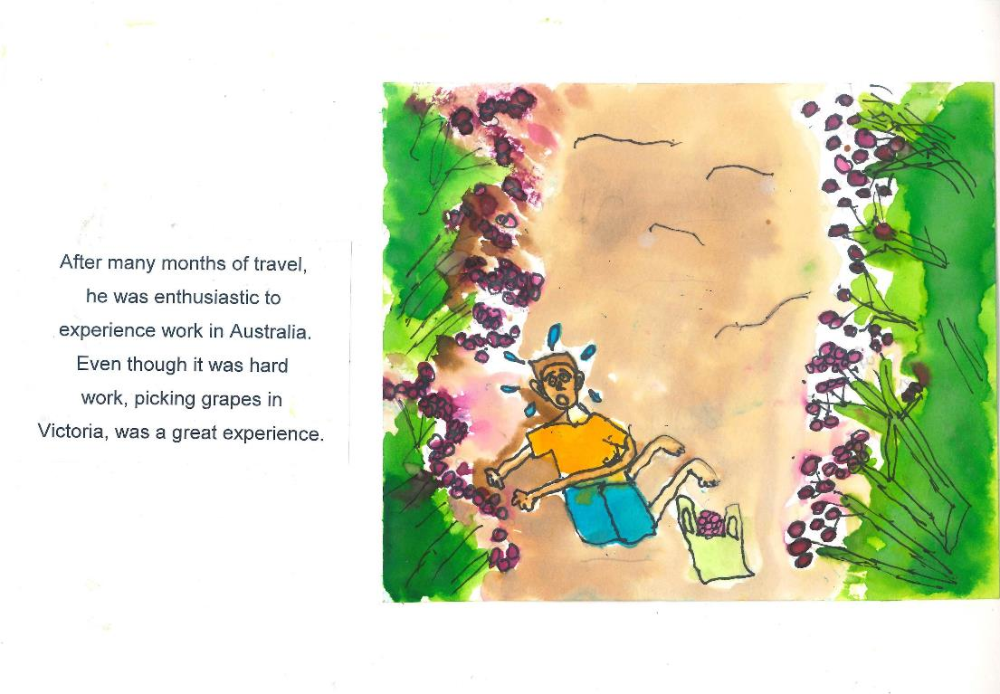 After many months of travel,
he was enthusiastic to
experience work in Australia.
Even though it was hard
work, picking grapes in
Victoria, was a great experience.